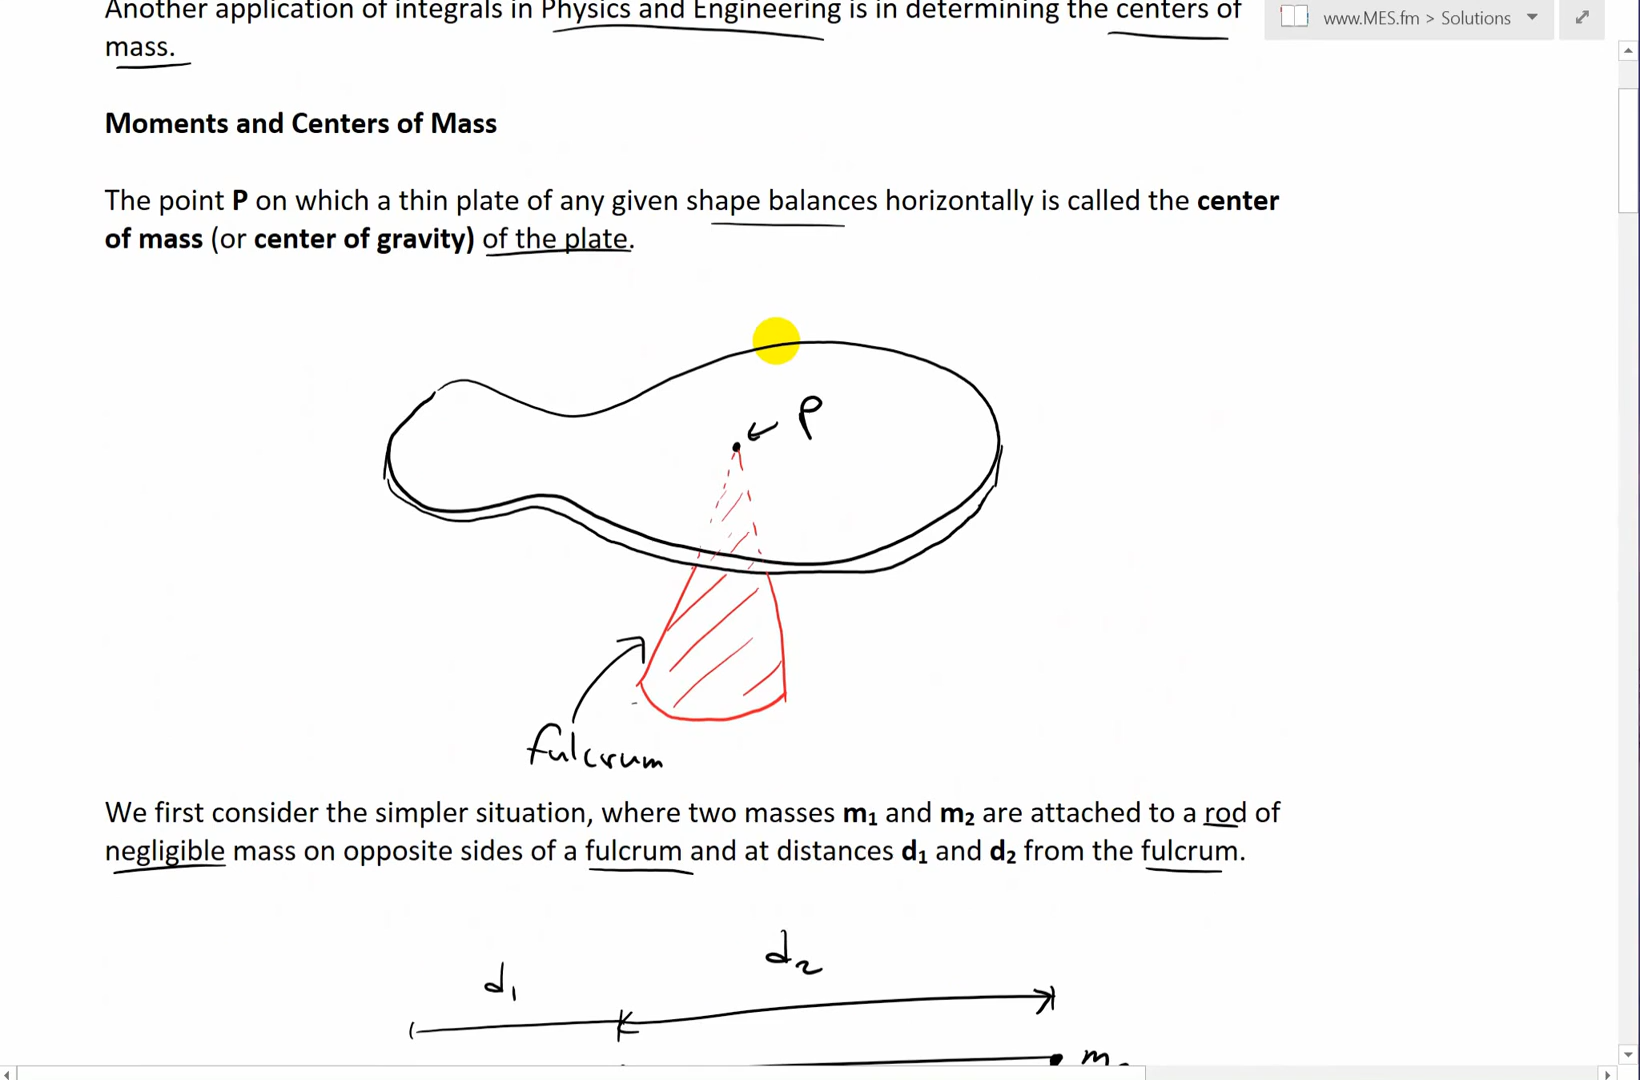 Another application of integrals in Physics and Engineering is in determining the centers of
mass.
www.MES.fm > Solutions
Moments and Centers of Mass
The point P on which a thin plate of any given shape balances horizontally is called the center
of mass (or center of gravity) of the plate.
P
fulcrum
We first consider the simpler situation, where two masses m₁ and m₂ are attached to a rod of
negligible mass on opposite sides of a fulcrum and at distances d₁ and d₂ from the fulcrum.
d₂
d₁
m